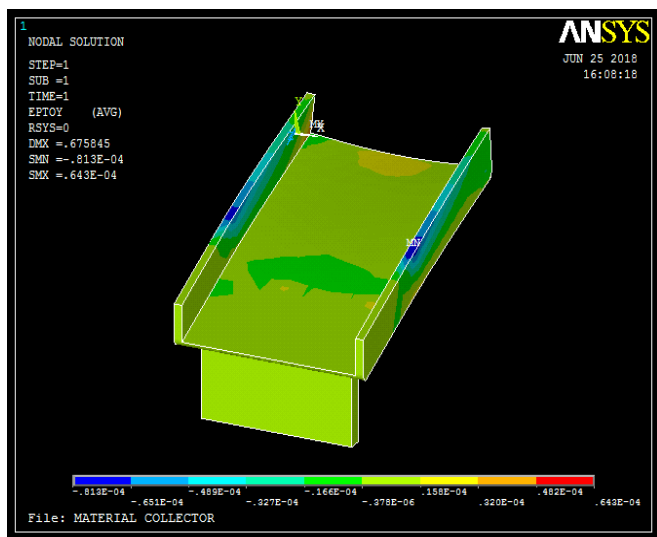 1
ANSYS
NODAL SOLUTION
JUN 25 2018
16:08:18
STEP=1
SUB =1
TIME=1
EPTOY    (AVG)
RSYS=0
DMX =.675845
SMN =-.813E-04
SMX =.643E-04
Y
X
MN
-.813E-04 -.489E-04 -.166E-04 .158E-04 .482E-04
-.651E-04 -.327E-04 -.378E-06 .320E-04 .643E-04
File: MATERIAL COLLECTOR